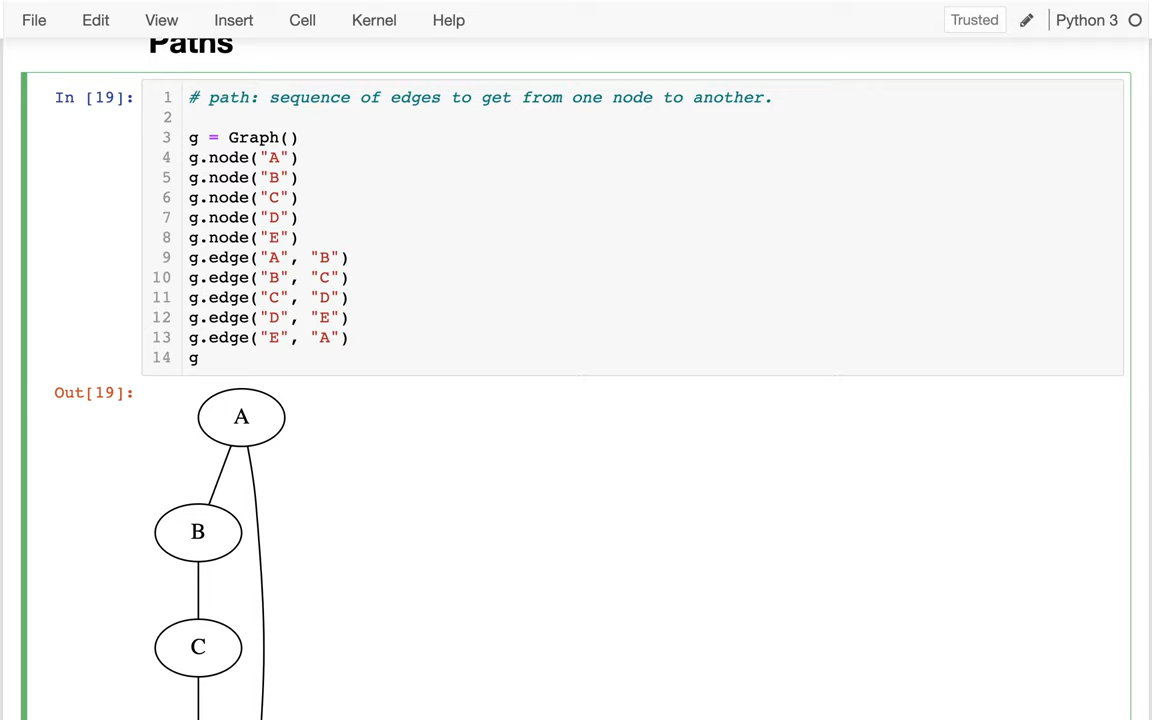 File Edit View Insert Cell Kernel Help Trusted Python 3
Paths
In [19]:
1 # path: sequence of edges to get from one node to another.
2
3 g = Graph()
4 g.node("A")
5 g.node("B")
6 g.node("C")
7 g.node("D")
8 g.node("E")
9 g.edge("A", "B")
10 g.edge("B", "C")
11 g.edge("C", "D")
12 g.edge("D", "E")
13 g.edge("E", "A")
14 g
Out[19]:
A
B
C